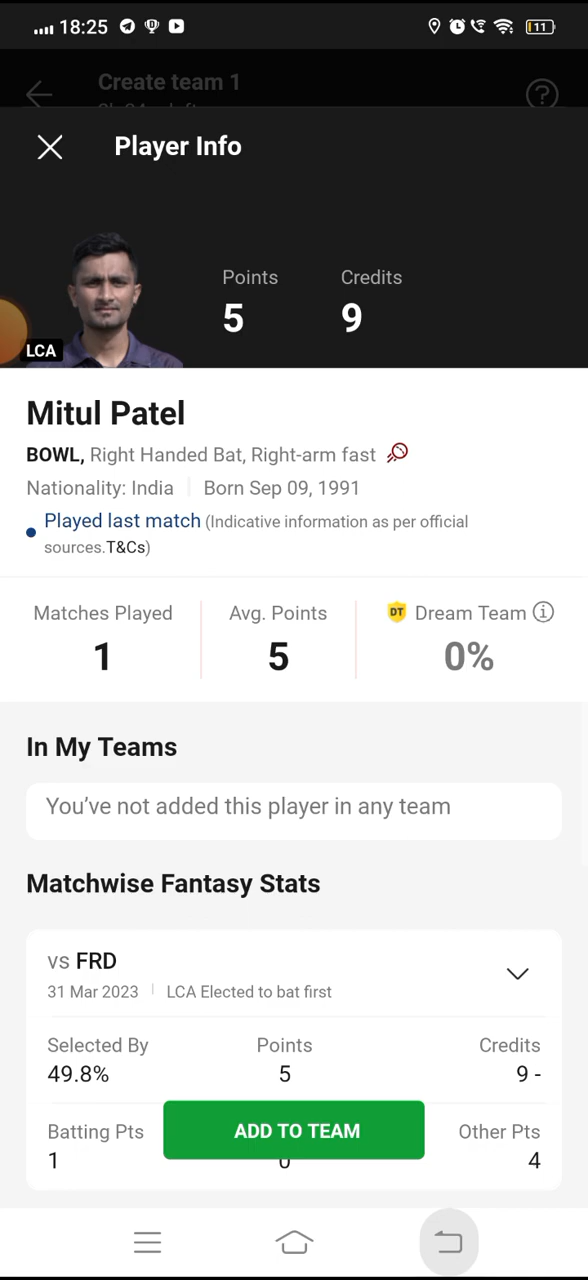 18:25
11
Create team 1
Player Info
Points
Credits
5
9
LCA
Mitul Patel
BOWL, Right Handed Bat, Right-arm fast
Nationality: India
Born Sep 09, 1991
Played last match (Indicative information as per official
sources.T&Cs)
Matches Played
Avg. Points
DT Dream Team
1
5
0%
In My Teams
You've not added this player in any team
Matchwise Fantasy Stats
vs FRD
31 Mar 2023
LCA Elected to bat first
Selected By
Points
Credits
49.8%
5
9 -
Batting Pts
ADD TO TEAM
Other Pts
1
0
4